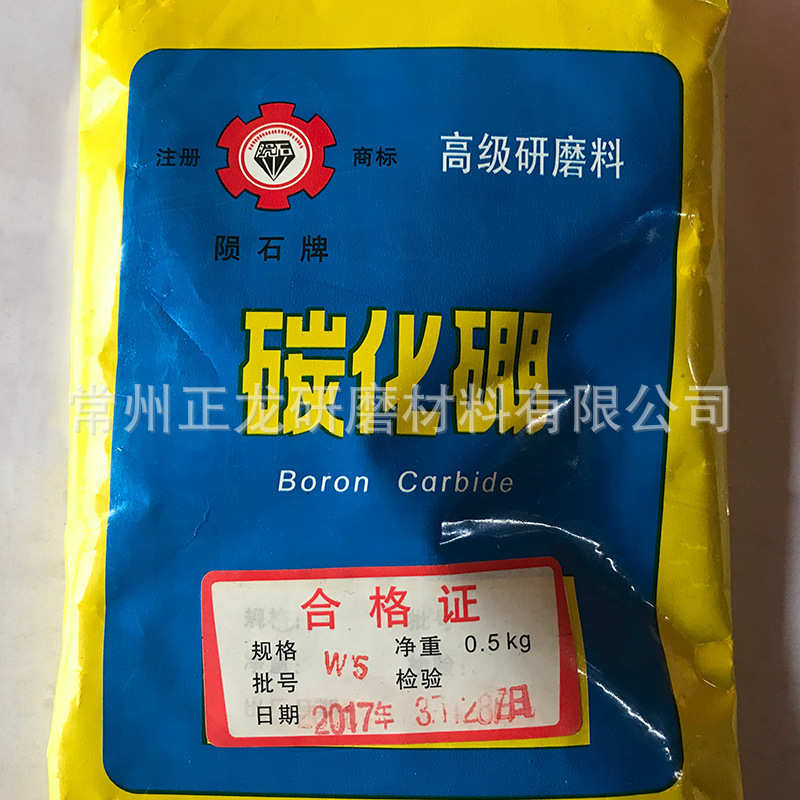 注册 陨石 商标 高级研磨料
陨石牌
碳化硼
常州正龙研磨材料有限公司
Boron Carbide
合格证
规格 W5 净重 0.5kg
批号 检验
日期 2017年